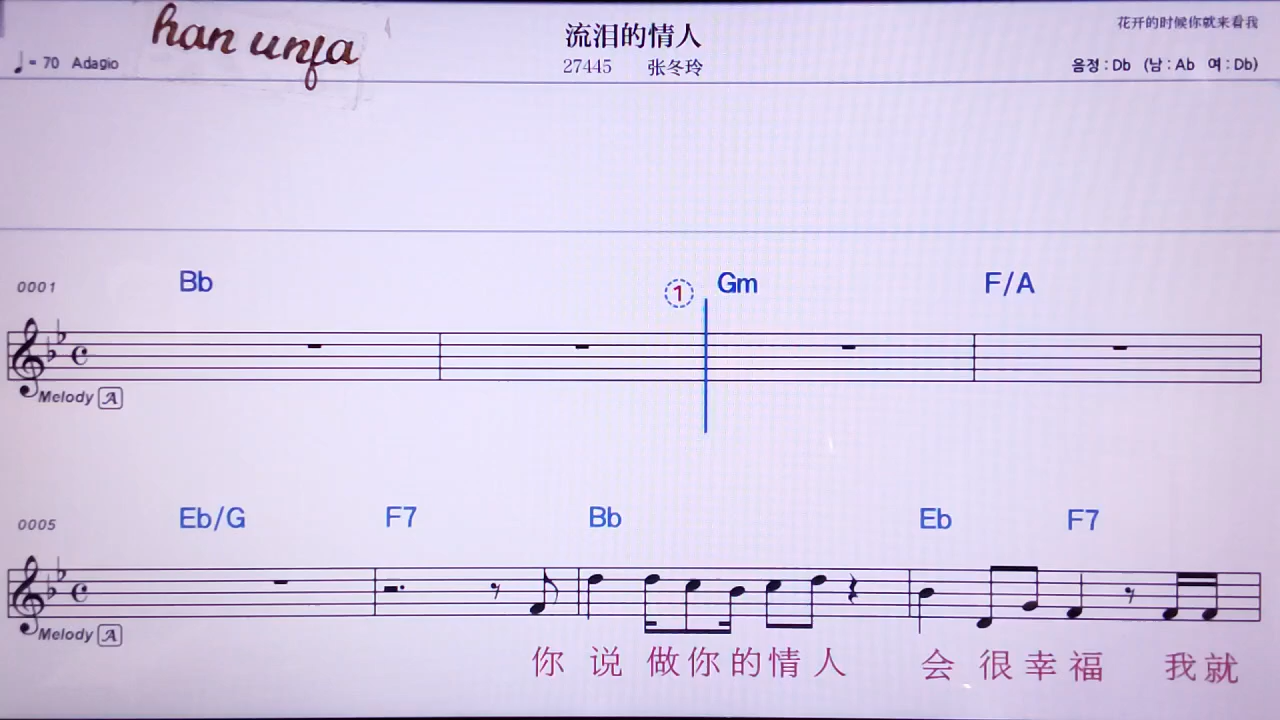 han unfa
流泪的情人
花开的时候你就来看我
♩= 70 Adagio
27445 张冬玲
음정 : Db (남 : Ab 여 : Db)
0001 Bb 1 Gm F/A
Melody A
0005 Eb/G F7 Bb Eb F7
Melody A
你 说 做你的情人 会 很幸福 我就